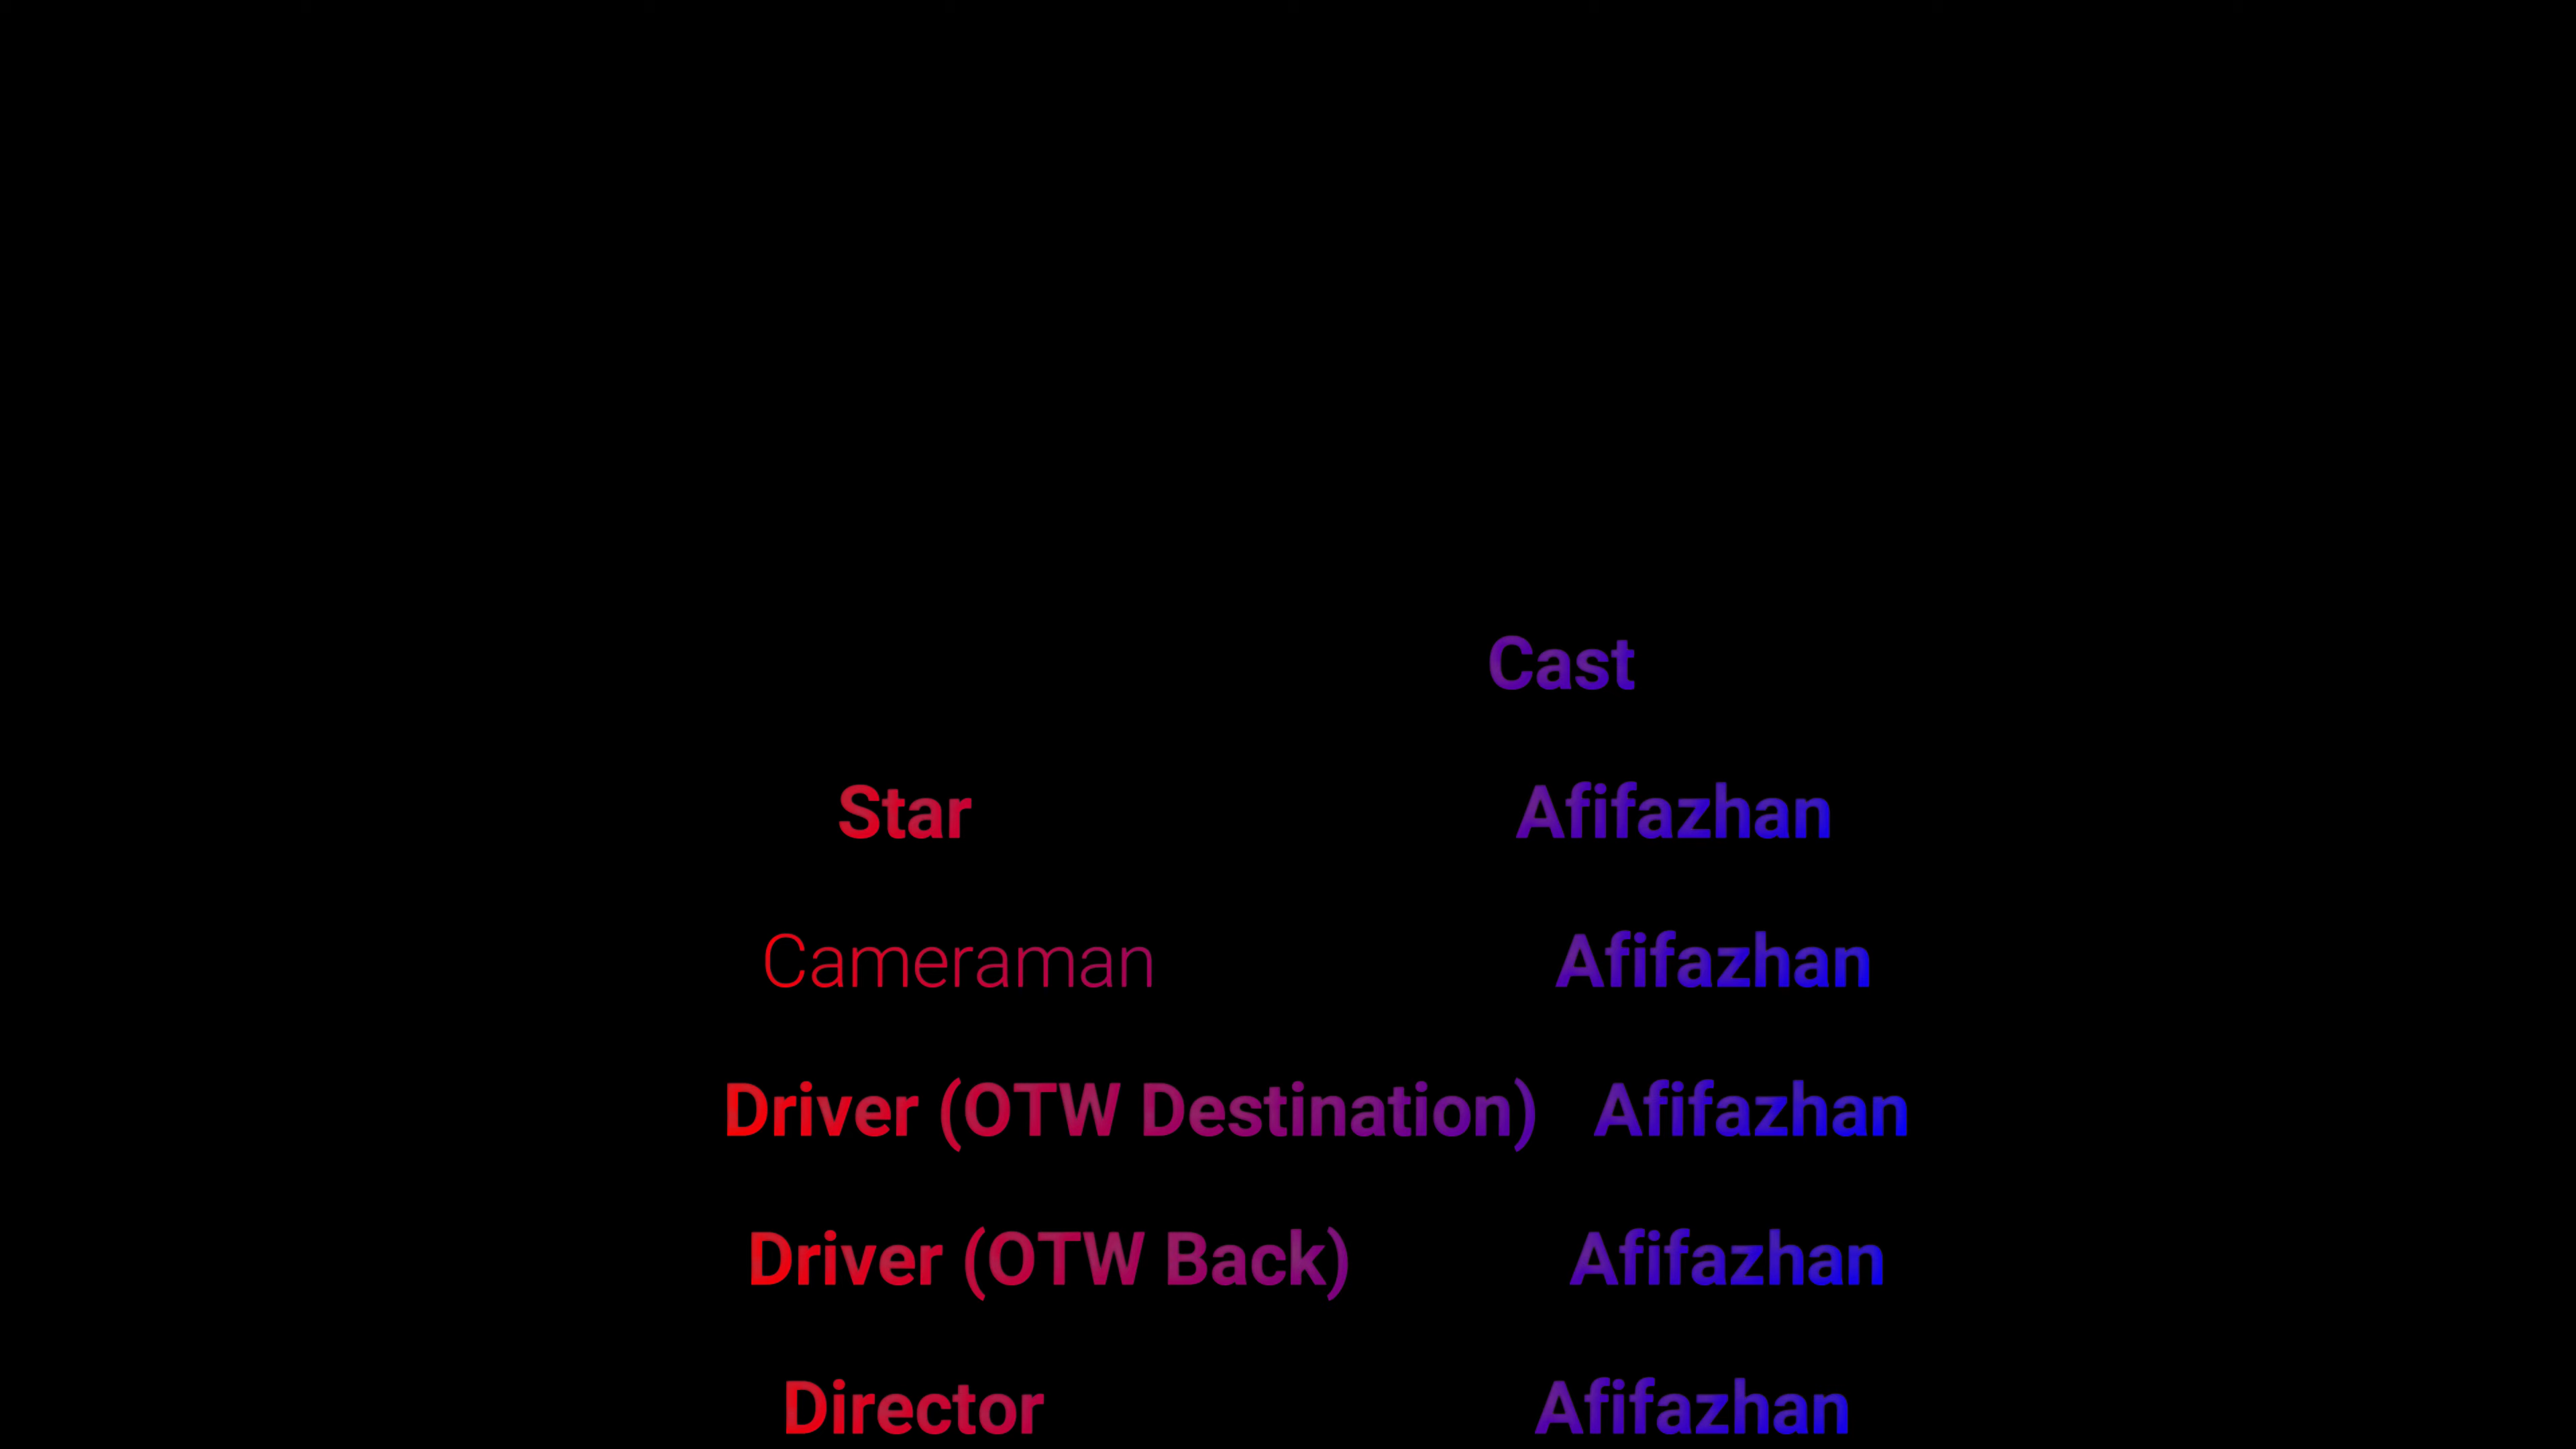 Cast
Star Afifazhan
Cameraman Afifazhan
Driver (OTW Destination) Afifazhan
Driver (OTW Back) Afifazhan
Director Afifazhan